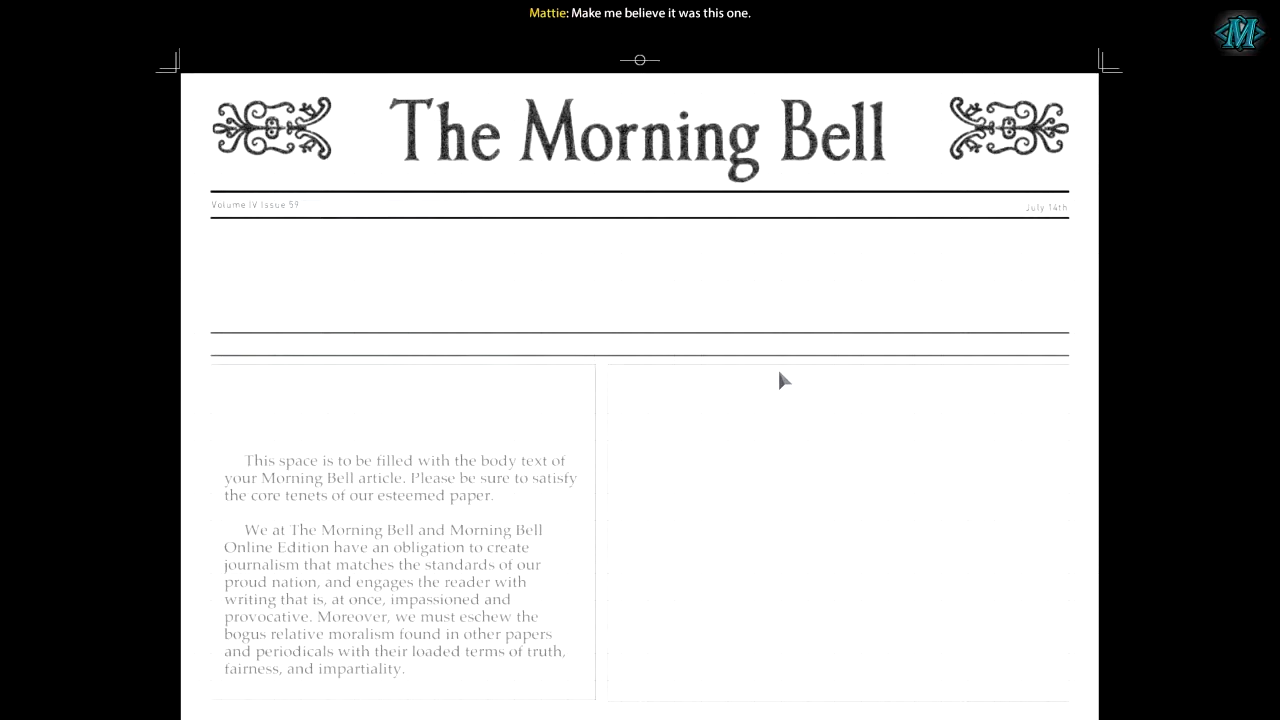 Mattie: Make me believe it was this one.
M
The Morning Bell
Volume IV Issue 59
July 14th
This space is to be filled with the body text of
your Morning Bell article. Please be sure to satisfy
the core tenets of our esteemed paper.
We at The Morning Bell and Morning Bell
Online Edition have an obligation to create
journalism that matches the standards of our
proud nation, and engages the reader with
writing that is, at once, impassioned and
provocative. Moreover, we must eschew the
bogus relative moralism found in other papers
and periodicals with their loaded terms of truth,
fairness, and impartiality.